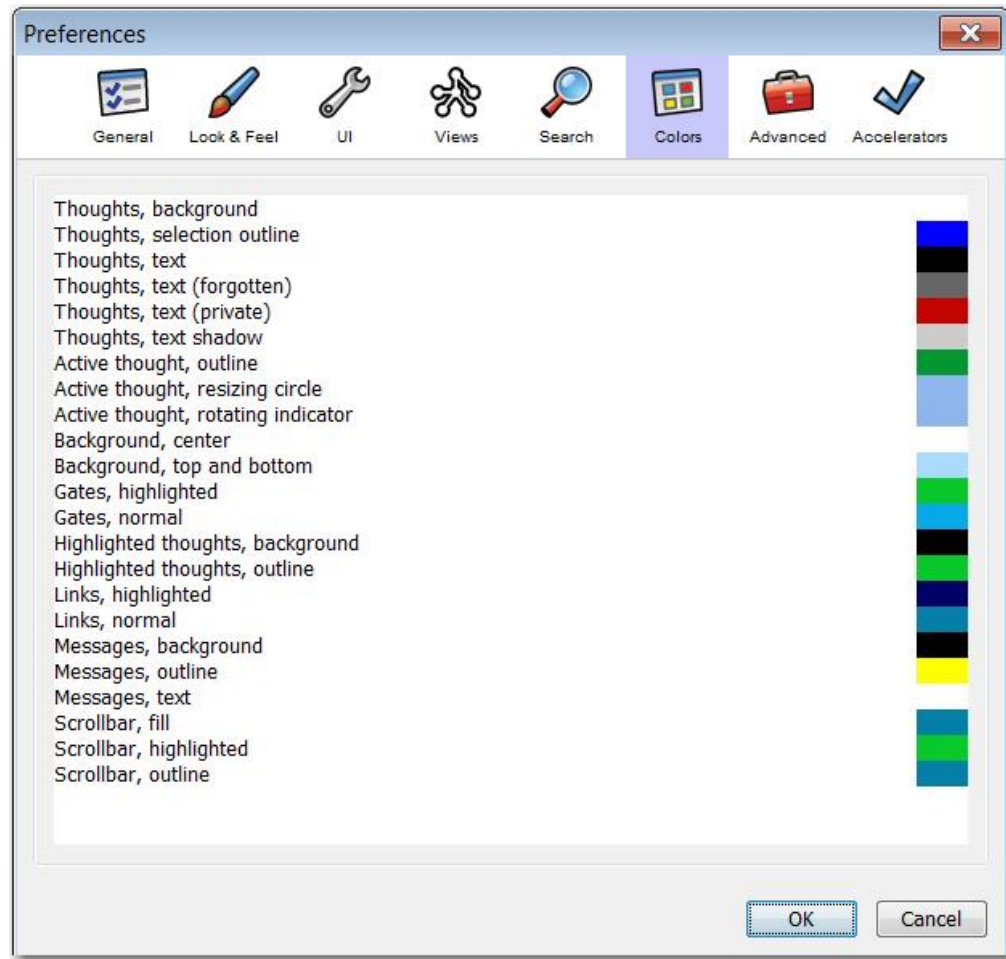 Preferences
General Look & Feel UI Views Search Colors Advanced Accelerators
Thoughts, background
Thoughts, selection outline
Thoughts, text
Thoughts, text (forgotten)
Thoughts, text (private)
Thoughts, text shadow
Active thought, outline
Active thought, resizing circle
Active thought, rotating indicator
Background, center
Background, top and bottom
Gates, highlighted
Gates, normal
Highlighted thoughts, background
Highlighted thoughts, outline
Links, highlighted
Links, normal
Messages, background
Messages, outline
Messages, text
Scrollbar, fill
Scrollbar, highlighted
Scrollbar, outline
OK Cancel